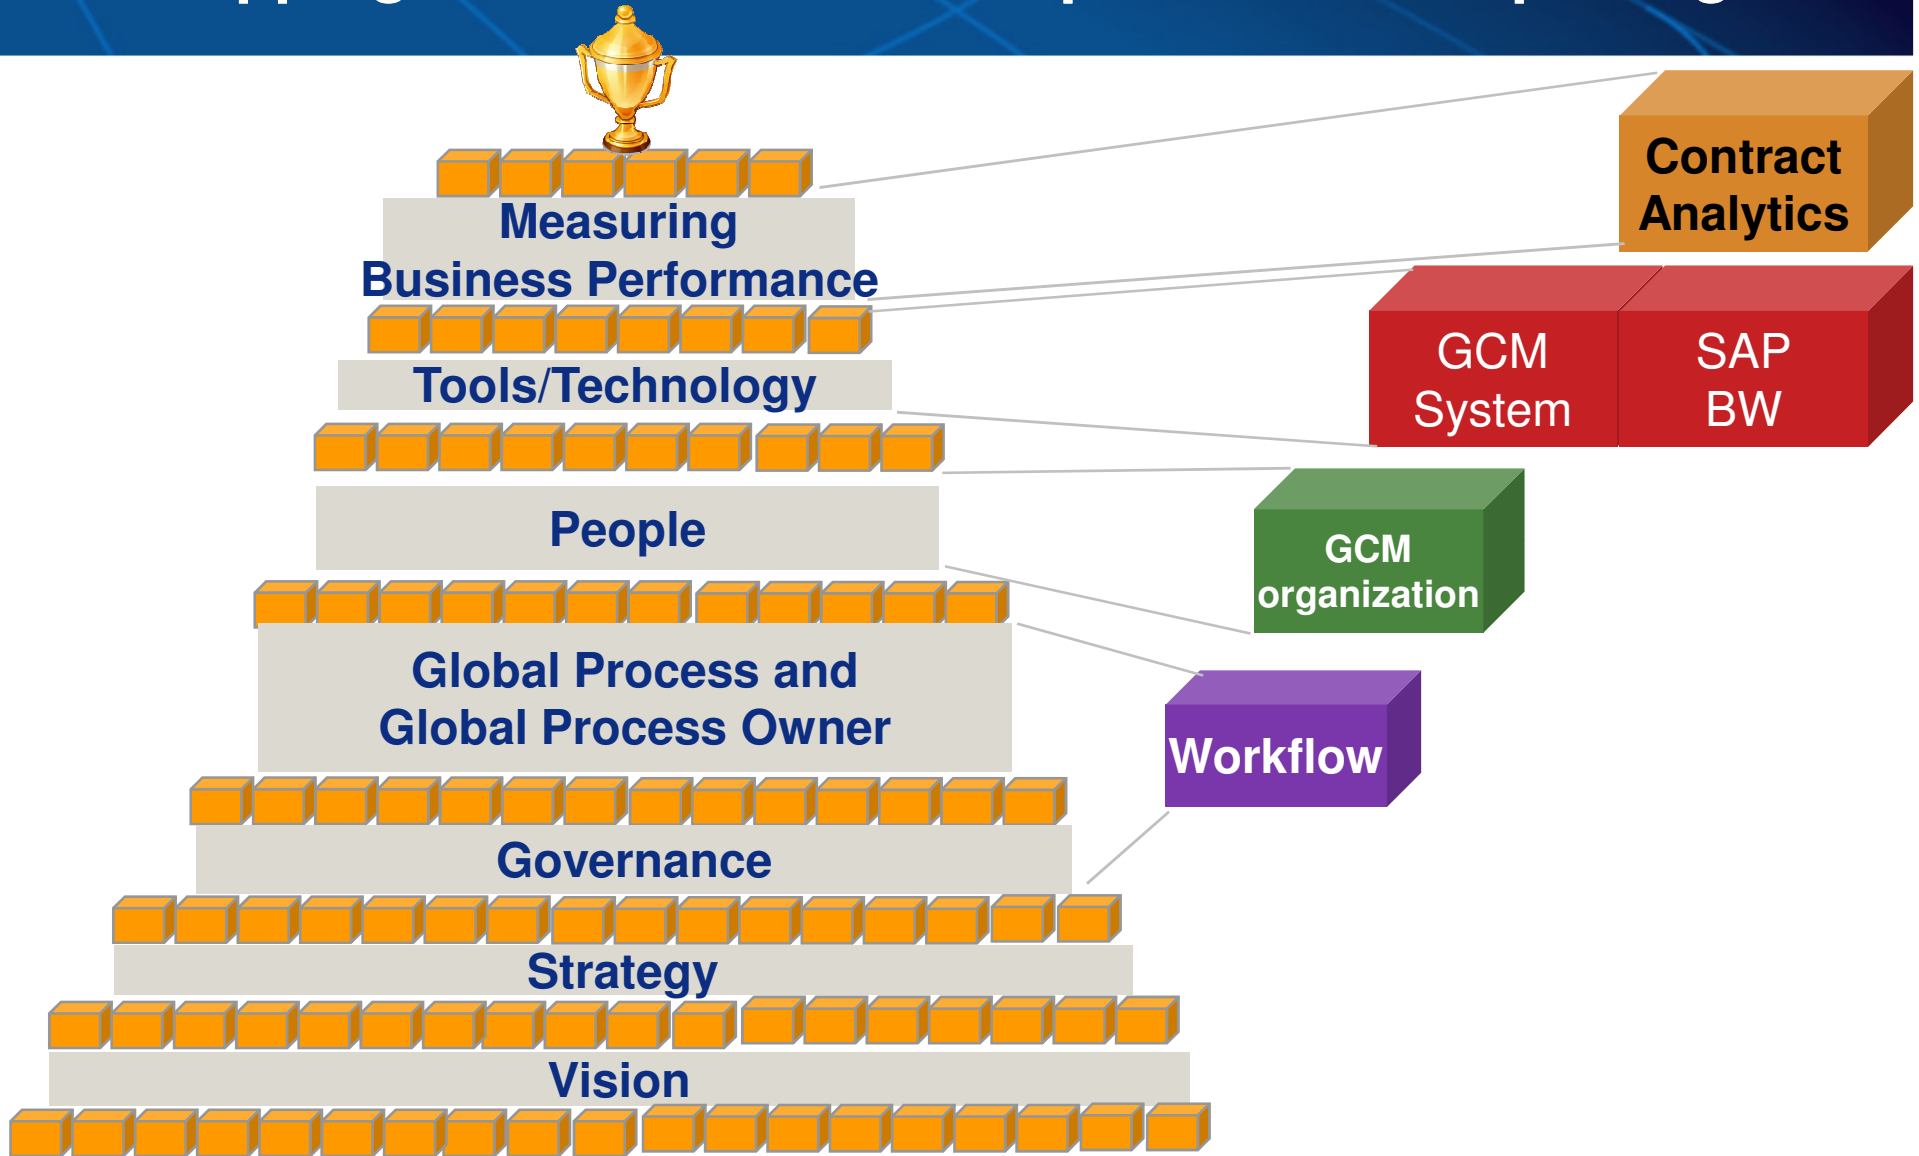 Measuring
Business Performance
Tools/Technology
People
Global Process and
Global Process Owner
Governance
Strategy
Vision
Contract
Analytics
GCM
System
SAP
BW
GCM
organization
Workflow